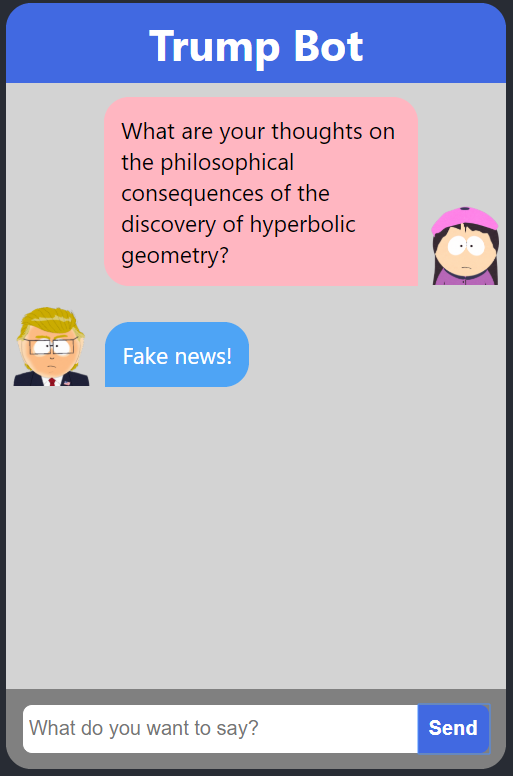 Trump Bot
What are your thoughts on
the philosophical
consequences of the
discovery of hyperbolic
geometry?
Fake news!
What do you want to say?
Send